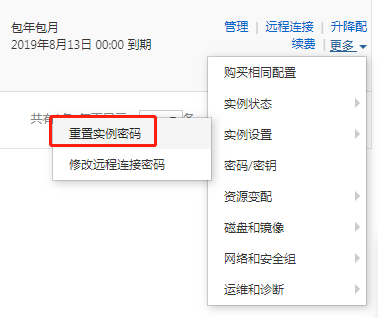 包年包月
2019年8月13日 00:00 到期
管理 | 远程连接 | 升降配
续费 | 更多
购买相同配置
实例状态
实例设置
密码/密钥
资源变配
磁盘和镜像
网络和安全组
运维和诊断
重置实例密码
修改远程连接密码